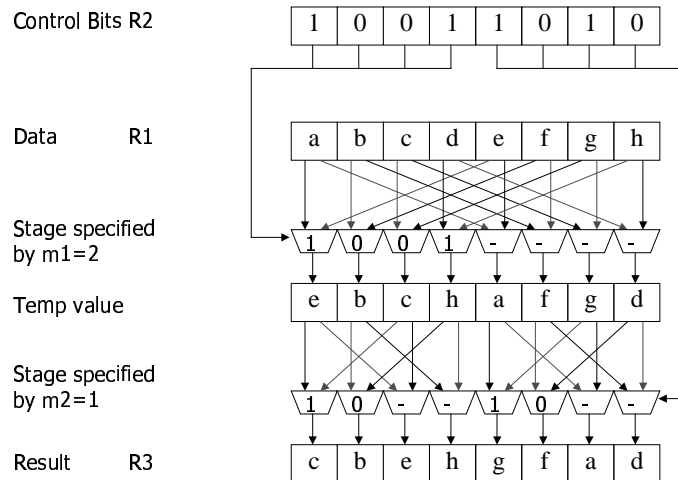 Control Bits R2 1 0 0 1 1 0 1 0
Data R1 a b c d e f g h
Stage specified
by m1=2
1 0 0 1 - - - -
Temp value e b c h a f g d
Stage specified
by m2=1
1 0 - - 1 0 - -
Result R3 c b e h g f a d